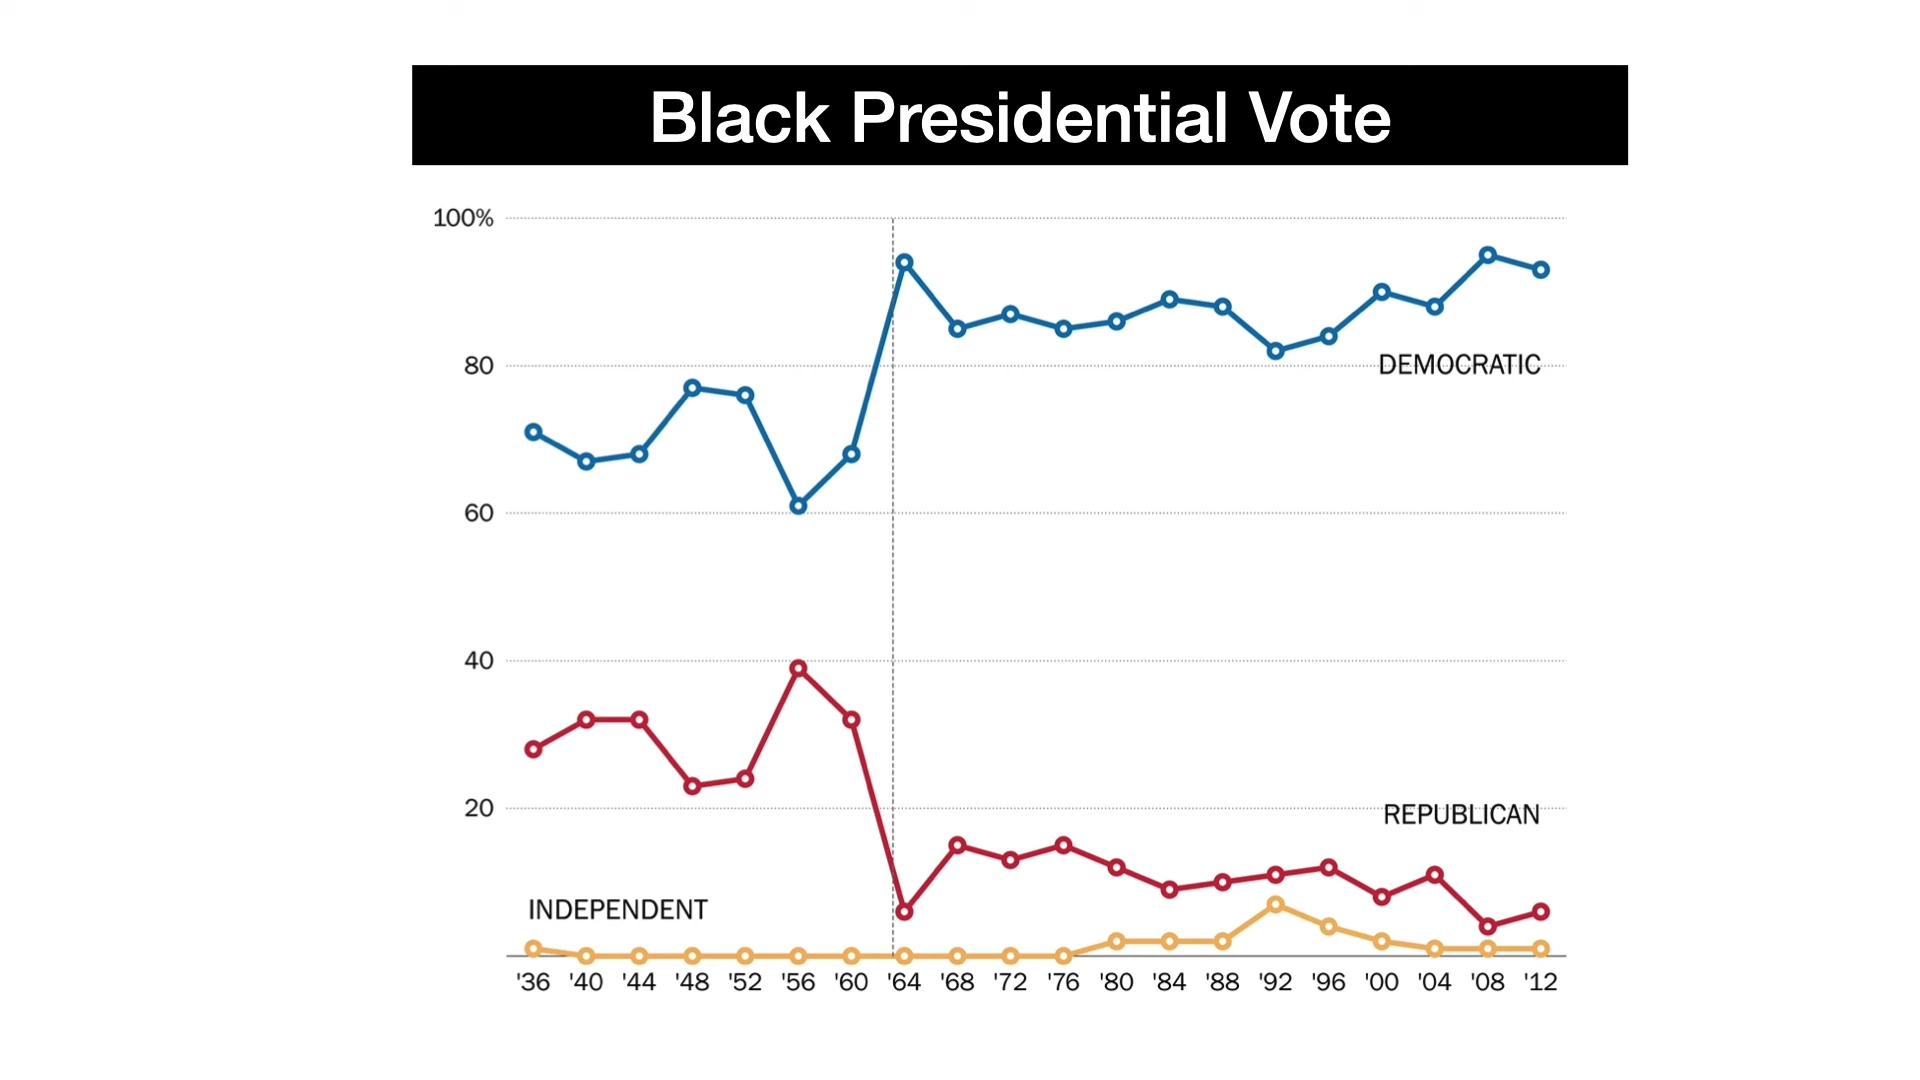 Black Presidential Vote
100%
80
DEMOCRATIC
60
40
20
REPUBLICAN
INDEPENDENT
'36 '40 '44 '48 '52 '56 '60 '64 '68 '72 '76 '80 '84 '88 '92 '96 '00 '04 '08 '12